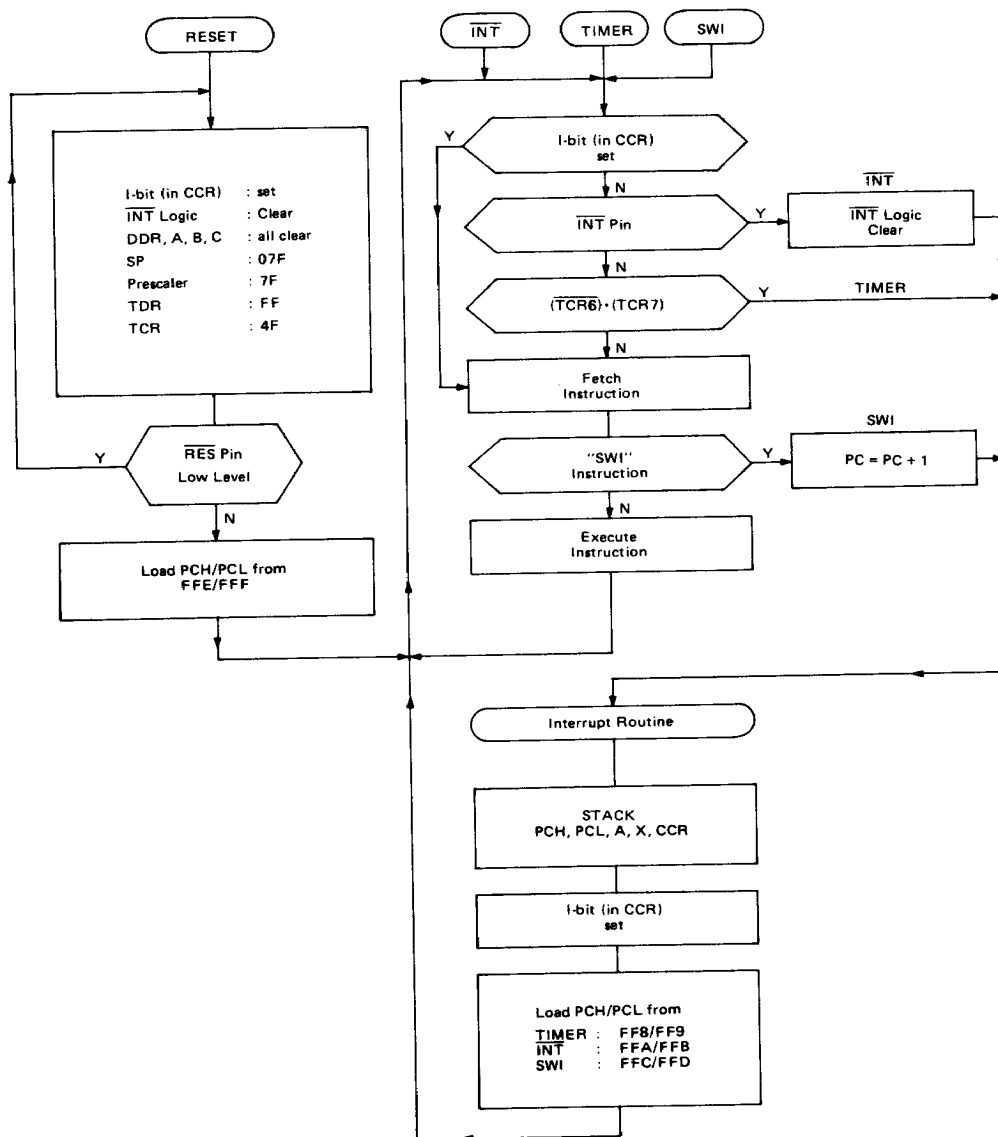 RESET
I-bit (in CCR) : set
INT Logic : Clear
DDR, A, B, C : all clear
SP : 07F
Prescaler : 7F
TDR : FF
TCR : 4F
RES Pin
Low Level
Y
N
Load PCH/PCL from
FFE/FFF
INT
TIMER
SWI
I-bit (in CCR)
set
Y
N
INT Pin
Y
INT
INT Logic
Clear
N
(TCR6)·(TCR7)
Y
TIMER
N
Fetch
Instruction
"SWI"
Instruction
Y
SWI
PC = PC + 1
N
Execute
Instruction
Interrupt Routine
STACK
PCH, PCL, A, X, CCR
I-bit (in CCR)
set
Load PCH/PCL from
TIMER : FF8/FF9
INT : FFA/FFB
SWI : FFC/FFD